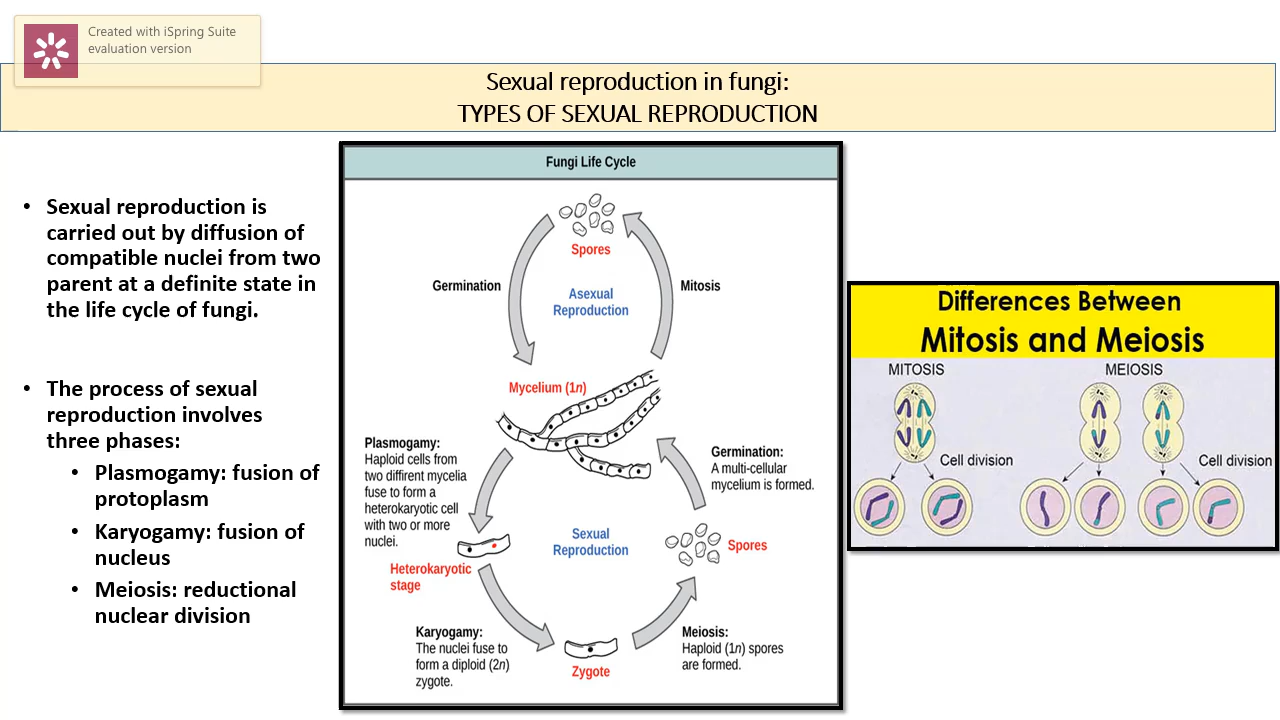 Created with iSpring Suite
evaluation version
Sexual reproduction in fungi:
TYPES OF SEXUAL REPRODUCTION
• Sexual reproduction is
carried out by diffusion of
compatible nuclei from two
parent at a definite state in
the life cycle of fungi.
• The process of sexual
reproduction involves
three phases:
• Plasmogamy: fusion of
protoplasm
• Karyogamy: fusion of
nucleus
• Meiosis: reductional
nuclear division
Fungi Life Cycle
Spores
Germination
Mitosis
Asexual
Reproduction
Mycelium (1n)
Plasmogamy:
Haploid cells from
two diffirent mycelia
fuse to form a
heterokaryotic cell
with two or more
nuclei.
Germination:
A multi-cellular
mycelium is formed.
Sexual
Reproduction
Spores
Heterokaryotic
stage
Karyogamy:
The nuclei fuse to
form a diploid (2n)
zygote.
Zygote
Meiosis:
Haploid (1n) spores
are formed.
Differences Between
Mitosis and Meiosis
MITOSIS
MEIOSIS
Cell division
Cell division